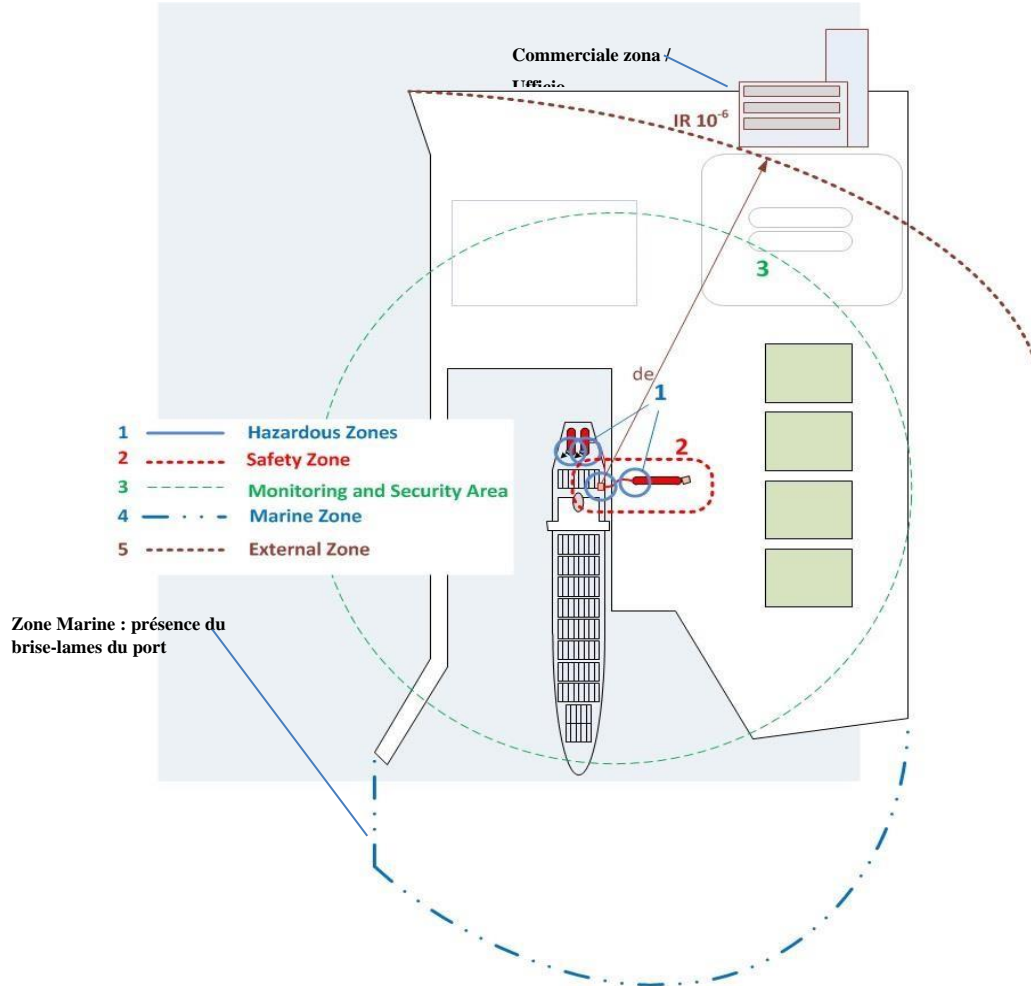 Commerciale zona /
Ufficio
IR 10⁻⁶
3
de
1
2
1 Hazardous Zones
2 Safety Zone
3 Monitoring and Security Area
4 Marine Zone
5 External Zone
Zone Marine : présence du
brise-lames du port